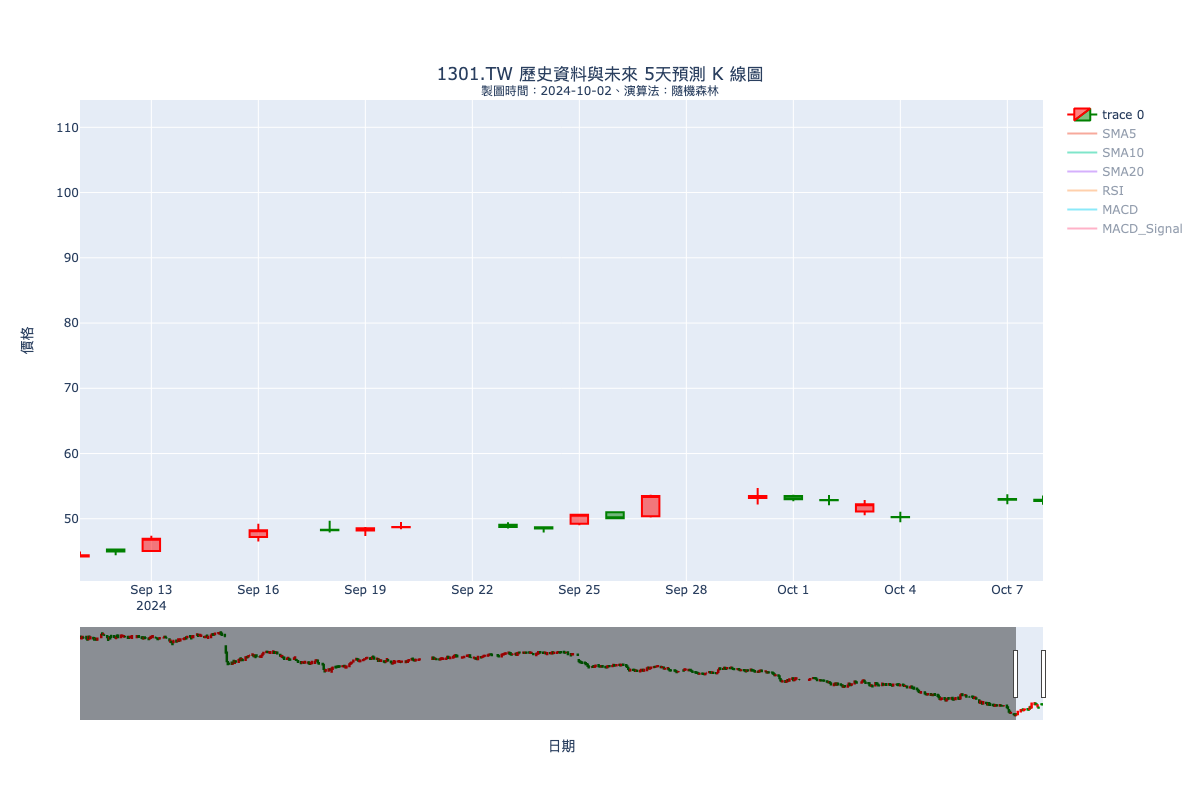 1301.TW 歷史資料與未來 5天預測 K 線圖
製圖時間：2024-10-02、演算法：隨機森林
trace 0
SMA5
SMA10
SMA20
RSI
MACD
MACD_Signal
價格
110
100
90
80
70
60
50
Sep 13
2024
Sep 16
Sep 19
Sep 22
Sep 25
Sep 28
Oct 1
Oct 4
Oct 7
日期